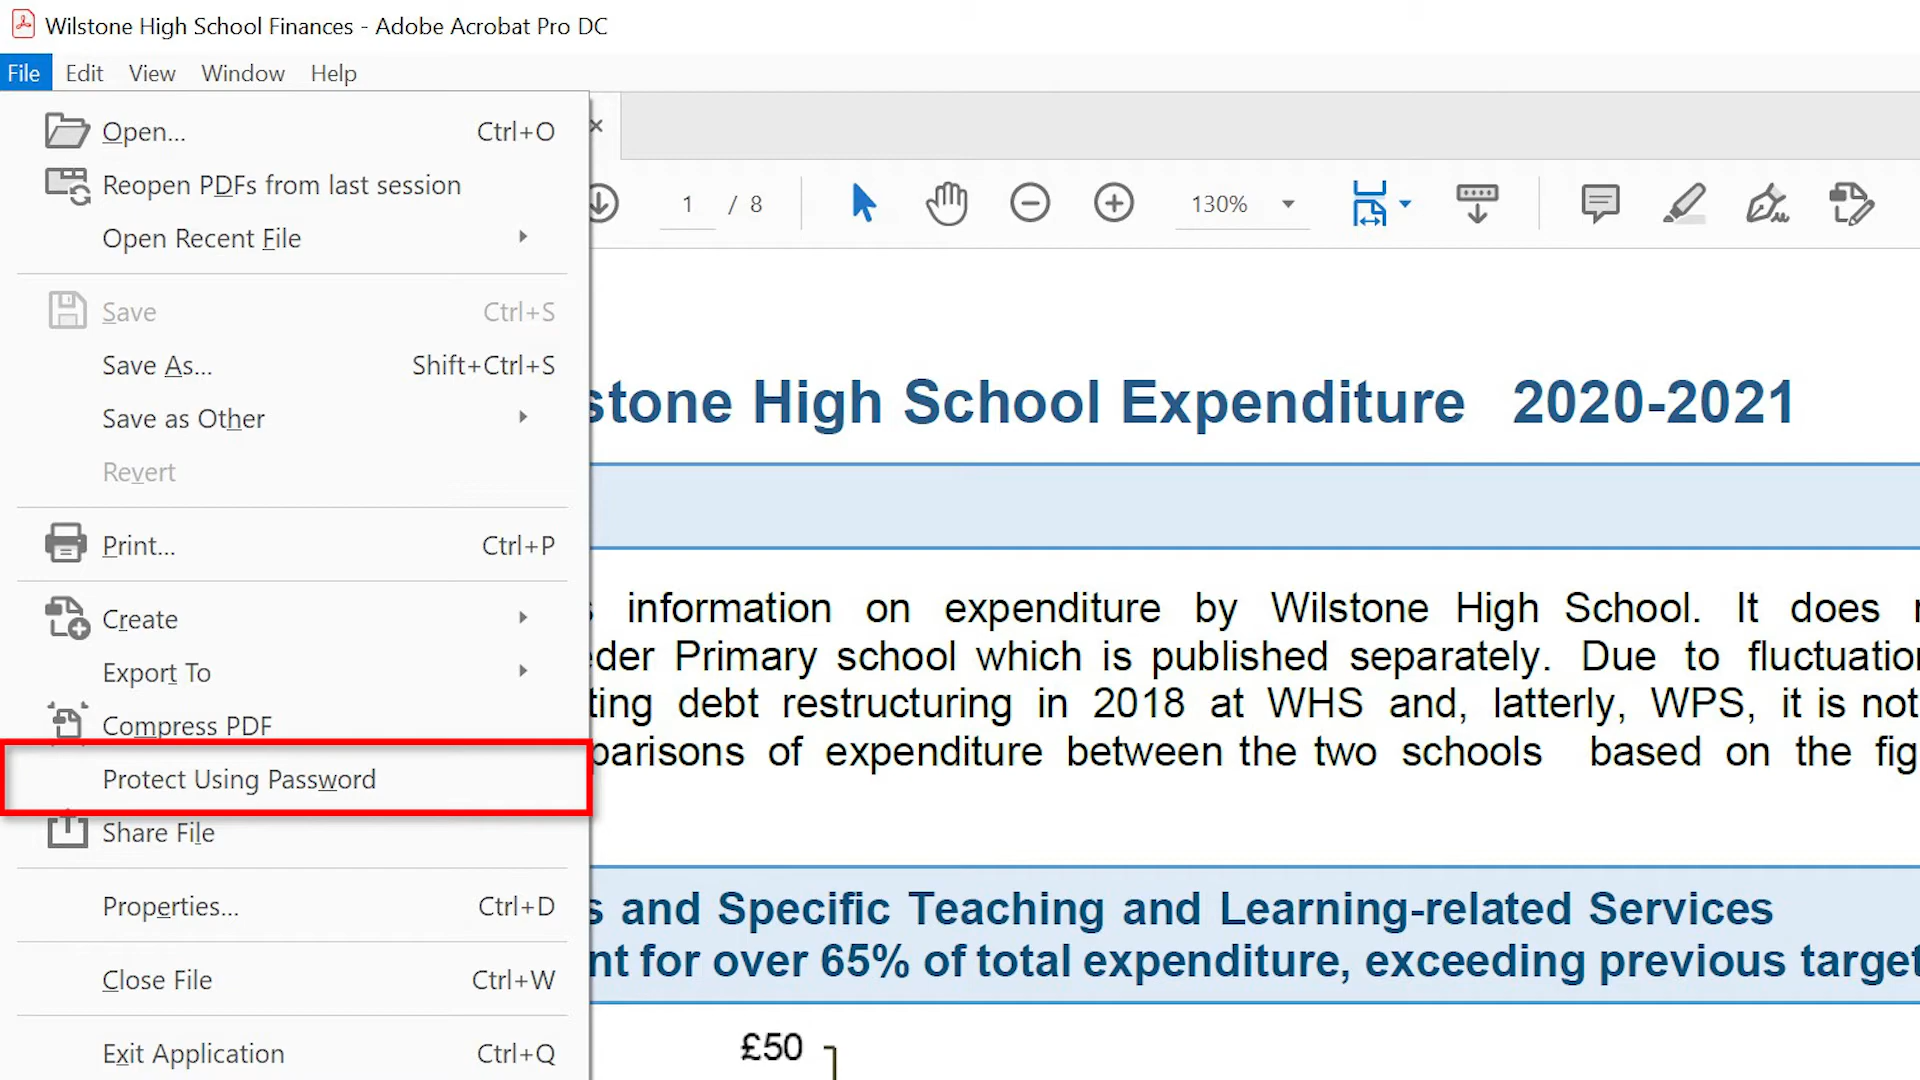 Wilstone High School Finances - Adobe Acrobat Pro DC
File Edit View Window Help
Open... Ctrl+O
Reopen PDFs from last session
Open Recent File
Save Ctrl+S
Save As... Shift+Ctrl+S
Save as Other
Revert
Print... Ctrl+P
Create
Export To
Compress PDF
Protect Using Password
Share File
Properties... Ctrl+D
Close File Ctrl+W
Exit Application Ctrl+Q
1 / 8 130%
stone High School Expenditure 2020-2021
information on expenditure by Wilstone High School. It does
der Primary school which is published separately. Due to fluctuatio
ting debt restructuring in 2018 at WHS and, latterly, WPS, it is not
parisons of expenditure between the two schools based on the fig
s and Specific Teaching and Learning-related Services
nt for over 65% of total expenditure, exceeding previous target
£50